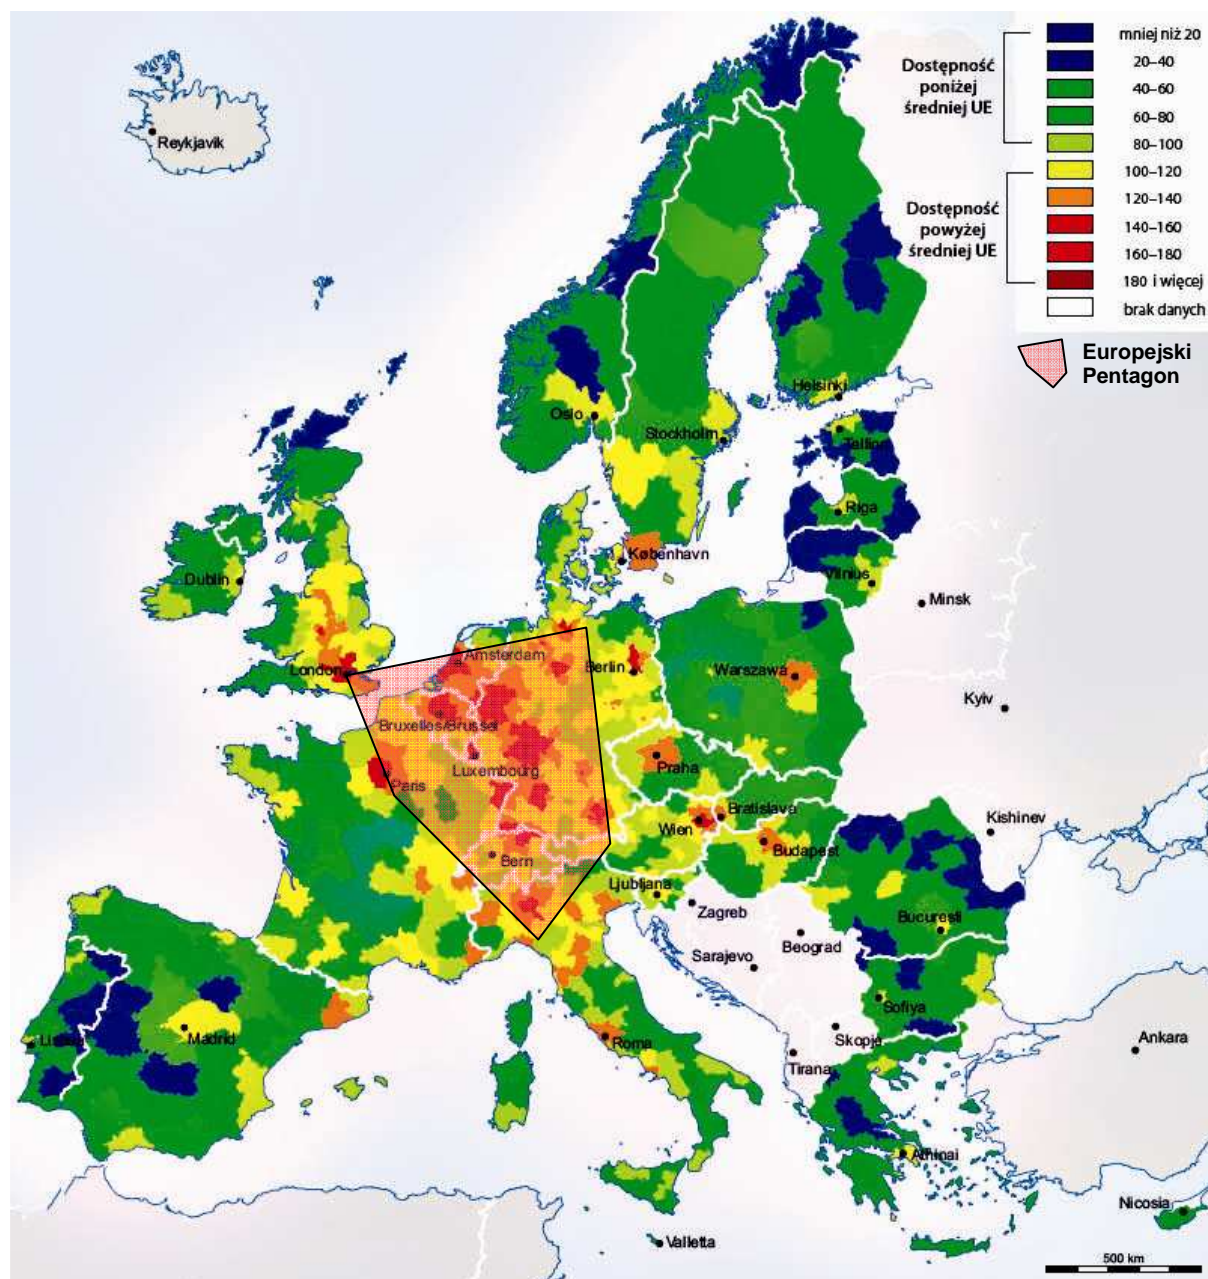 mniej niż 20
20–40
40–60
60–80
80–100
100–120
120–140
140–160
160–180
180 i więcej
brak danych
Dostępność
poniżej
średniej UE
Dostępność
powyżej
średniej UE
Europejski
Pentagon
Reykjavik
Helsinki
Oslo
Stockholm
Tallinn
Riga
København
Dublin
Vilnius
Minsk
London
Amsterdam
Berlin
Warszawa
Kyiv
Bruxelles/Brussel
Praha
Luxembourg
Paris
Bratislava
Wien
Kishinev
Budapest
Bern
Ljubljana
Zagreb
Bucuresti
Beograd
Sarajevo
Sofiya
Madrid
Lisboa
Roma
Skopje
Tirana
Ankara
Athinai
Nicosia
Valletta
500 km